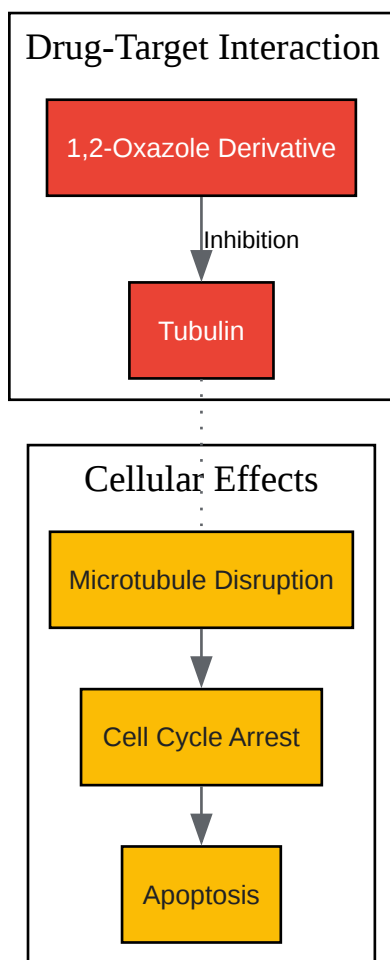 Drug-Target Interaction
1,2-Oxazole Derivative
Inhibition
Tubulin
Cellular Effects
Microtubule Disruption
Cell Cycle Arrest
Apoptosis